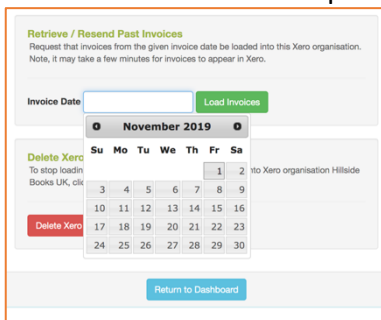 Retrieve / Resend Past Invoices
Request that invoices from the given invoice date be loaded into this Xero organisation.
Note, it may take a few minutes for invoices to appear in Xero.
Invoice Date
Load Invoices
November 2019
Su Mo Tu We Th Fr Sa
1 2
3 4 5 6 7 8 9
10 11 12 13 14 15 16
17 18 19 20 21 22 23
24 25 26 27 28 29 30
Delete Xero
To stop loadin nto Xero organisation Hillside
Books UK, clic
Delete Xero
Return to Dashboard